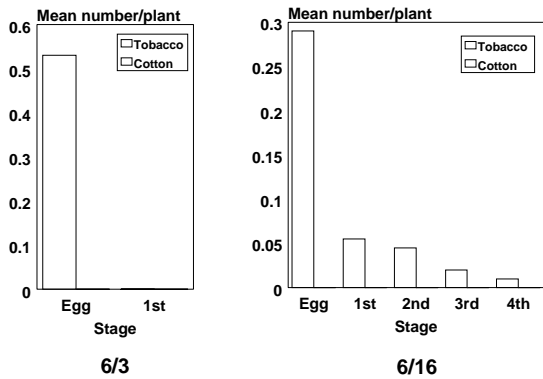 Mean number/plant
0.6
0.5
0.4
0.3
0.2
0.1
0
Tobacco
Cotton
Egg 1st
Stage
6/3
Mean number/plant
0.3
0.25
0.2
0.15
0.1
0.05
0
Tobacco
Cotton
Egg 1st 2nd 3rd 4th
Stage
6/16